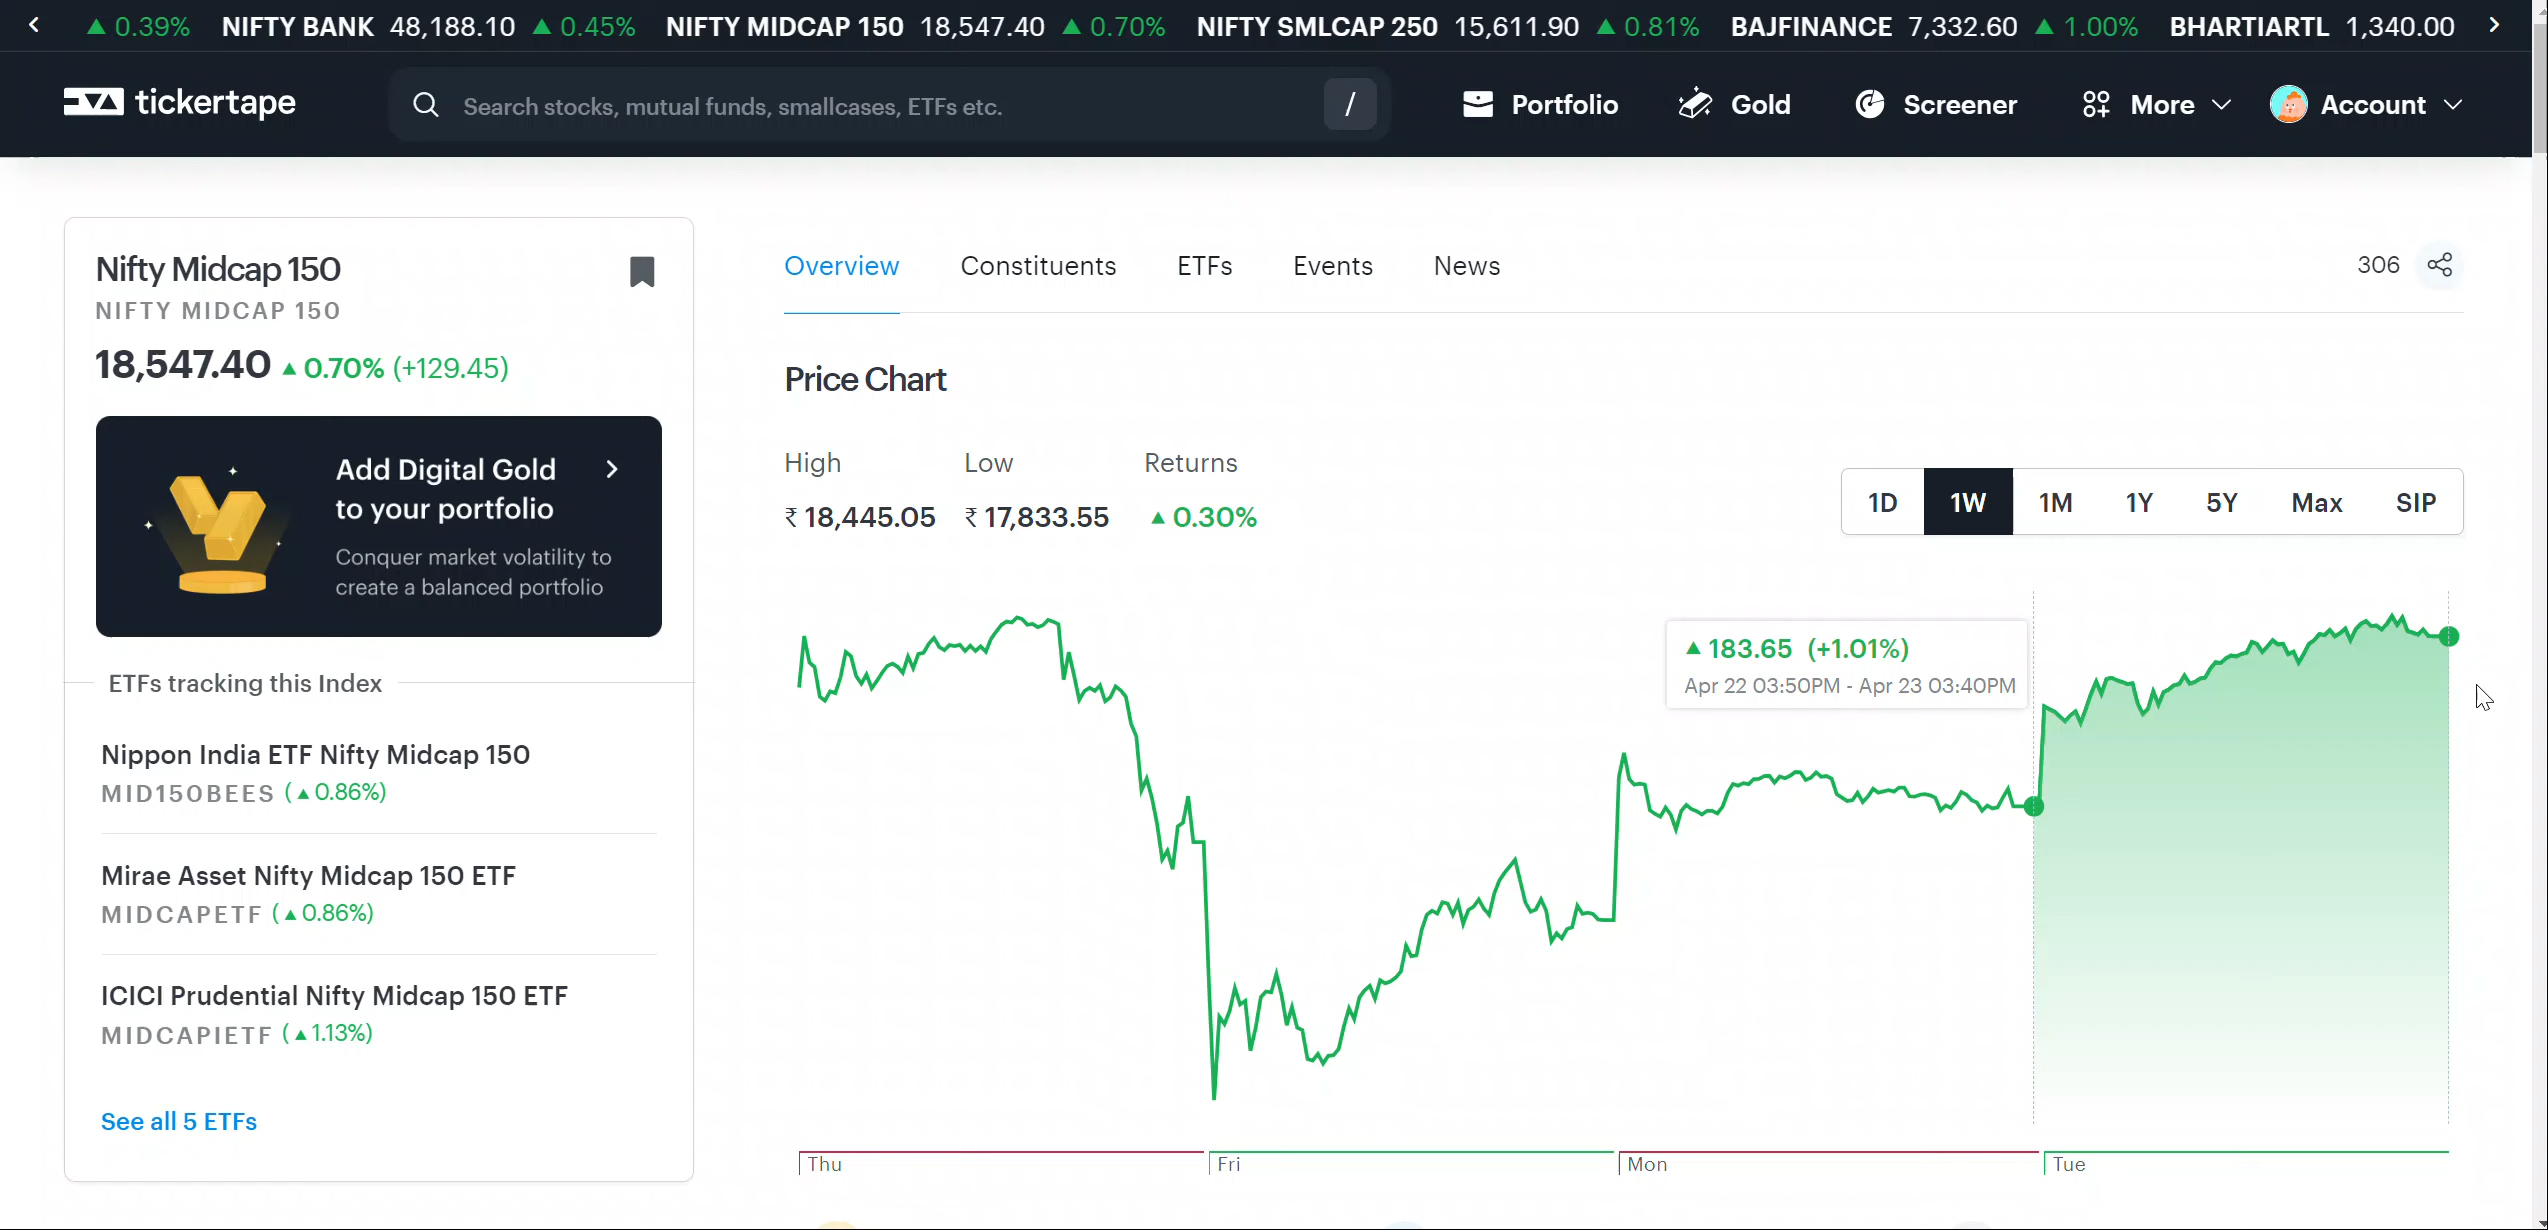 0.39% NIFTY BANK 48,188.10 0.45% NIFTY MIDCAP 150 18,547.40 0.70% NIFTY SMLCAP 250 15,611.90 0.81% BAJFINANCE 7,332.60 1.00% BHARTIARTL 1,340.00
tickertape
Search stocks, mutual funds, smallcases, ETFs etc.
/
Portfolio
Gold
Screener
More
Account
Nifty Midcap 150
NIFTY MIDCAP 150
18,547.40 0.70% (+129.45)
Add Digital Gold
to your portfolio
Conquer market volatility to
create a balanced portfolio
ETFs tracking this Index
Nippon India ETF Nifty Midcap 150
MID150BEES (▲0.86%)
Mirae Asset Nifty Midcap 150 ETF
MIDCAPETF (▲0.86%)
ICICI Prudential Nifty Midcap 150 ETF
MIDCAPIETF (▲1.13%)
See all 5 ETFs
Overview Constituents ETFs Events News
306
Price Chart
High Low Returns
₹ 18,445.05 ₹ 17,833.55 ▲ 0.30%
1D 1W 1M 1Y 5Y Max SIP
▲ 183.65 (+1.01%)
Apr 22 03:50PM - Apr 23 03:40PM
Thu Fri Mon Tue